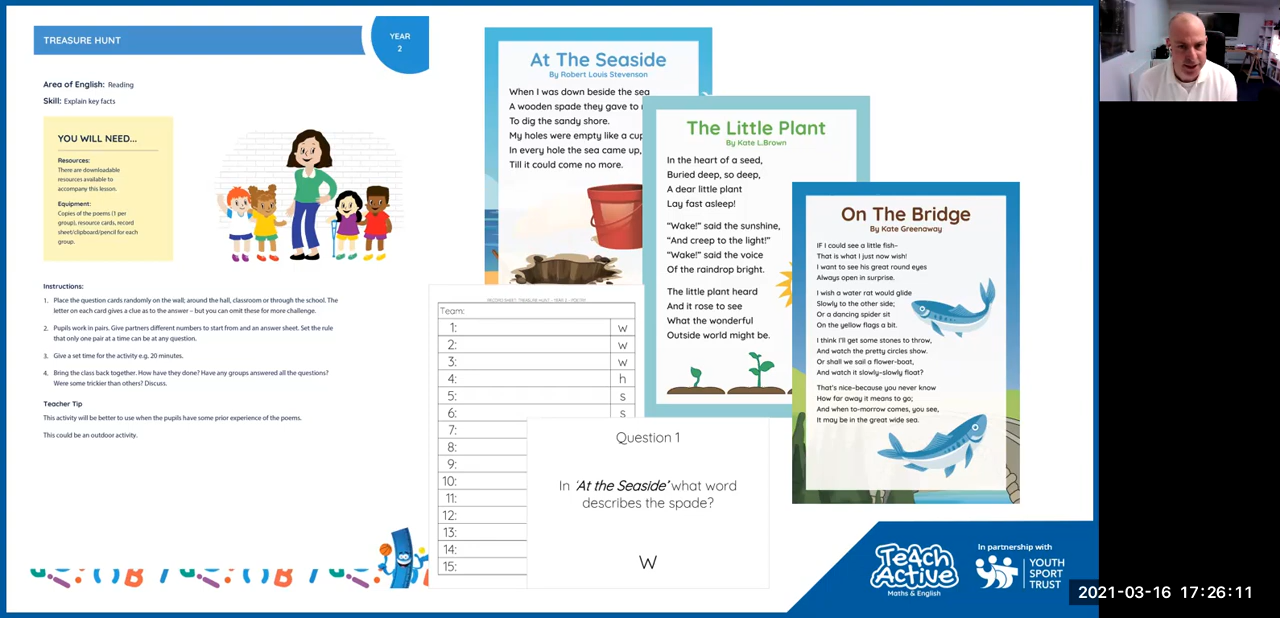 TREASURE HUNT
YEAR
2
Area of English: Reading
Skill: Explain key facts
YOU WILL NEED...
Resources:
There are downloadable
resources available to
accompany this lesson.
Equipment:
Copies of the poems (1 per
group), resource cards, record
sheet/clipboard/pencil for each
group.
Instructions:
1. Place the question cards randomly on the wall; around the hall, classroom or through the school. The
letter on each card gives a clue as to the answer – but you can omit these for more challenge.
2. Pupils work in pairs. Give partners different numbers to start from and an answer sheet. Set the rule
that only one pair at a time can be at any question.
3. Give a set time for the activity e.g. 20 minutes.
4. Bring the class back together. How have they done? Have any groups answered all the questions?
Were some trickier than others? Discuss.
Teacher Tip
This activity will be better to use when the pupils have some prior experience of the poems.
This could be an outdoor activity.
At The Seaside
By Robert Louis Stevenson
When I was down beside the sea
A wooden spade they gave to
To dig the sandy shore.
My holes were empty like a cup,
In every hole the sea came up,
Till it could come no more.
The Little Plant
By Kate L.Brown
In the heart of a seed,
Buried deep, so deep,
A dear little plant
Lay fast asleep!
“Wake!” said the sunshine,
“And creep to the light!”
“Wake!” said the voice
Of the raindrop bright.
The little plant heard
And it rose to see
What the wonderful
Outside world might be.
On The Bridge
By Kate Greenaway
IF I could see a little fish–
That is what I just now wish!
I want to see his great round eyes
Always open in surprise.
I wish a water rat would glide
Slowly to the other side;
Or a dancing spider sit
On the yellow flags a bit.
I think I'll get some stones to throw,
And watch the pretty circles show.
Or shall we sail a flower-boat,
And watch it slowly–slowly float?
That's nice–because you never know
How far away it means to go;
And when to-morrow comes, you see,
It may be in the great wide sea.
RECORD SHEET: TREASURE HUNT – YEAR 2 – POETRY
Team:
1: w
2: w
3: w
4: h
5: s
6: s
7:
8:
9:
10:
11:
12:
13:
14:
15:
Question 1
In ‘At the Seaside’ what word
describes the spade?
W
TEACH
ACTIVE
Maths & English
In partnership with
YOUTH
SPORT
TRUST
2021-03-16 17:26:11